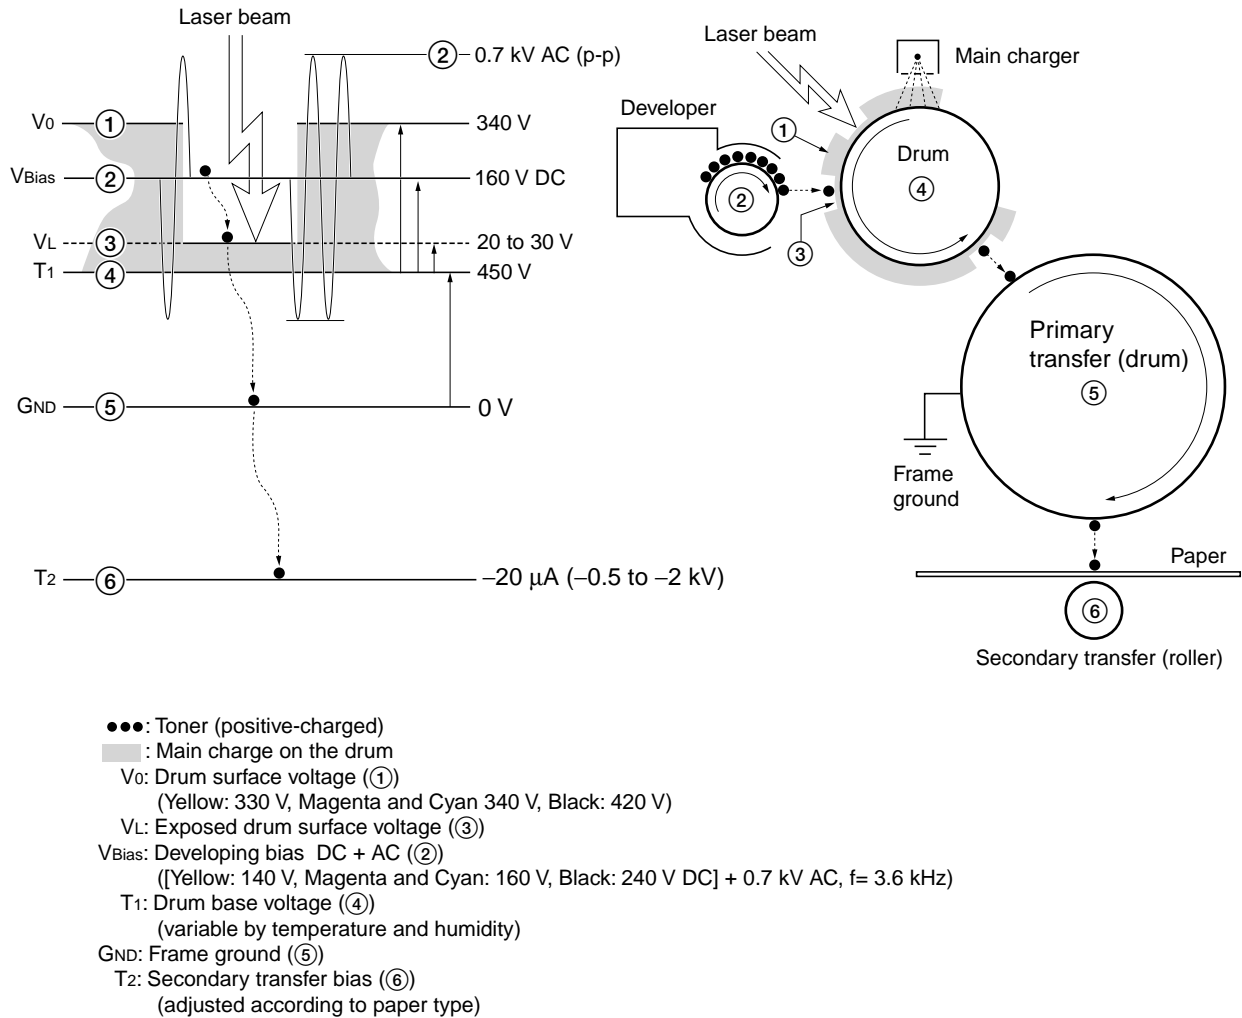 Laser beam
② 0.7 kV AC (p-p)
V0 ① 340 V
VBias ② 160 V DC
VL ③ 20 to 30 V
T1 ④ 450 V
GND ⑤ 0 V
T2 ⑥ –20 μA (–0.5 to –2 kV)
Laser beam
Main charger
Developer
①
Drum
②
④
③
Primary
transfer (drum)
⑤
Frame
ground
Paper
⑥
Secondary transfer (roller)
●●●: Toner (positive-charged)
: Main charge on the drum
V0: Drum surface voltage (①)
(Yellow: 330 V, Magenta and Cyan 340 V, Black: 420 V)
VL: Exposed drum surface voltage (③)
VBias: Developing bias DC + AC (②)
([Yellow: 140 V, Magenta and Cyan: 160 V, Black: 240 V DC] + 0.7 kV AC, f= 3.6 kHz)
T1: Drum base voltage (④)
(variable by temperature and humidity)
GND: Frame ground (⑤)
T2: Secondary transfer bias (⑥)
(adjusted according to paper type)